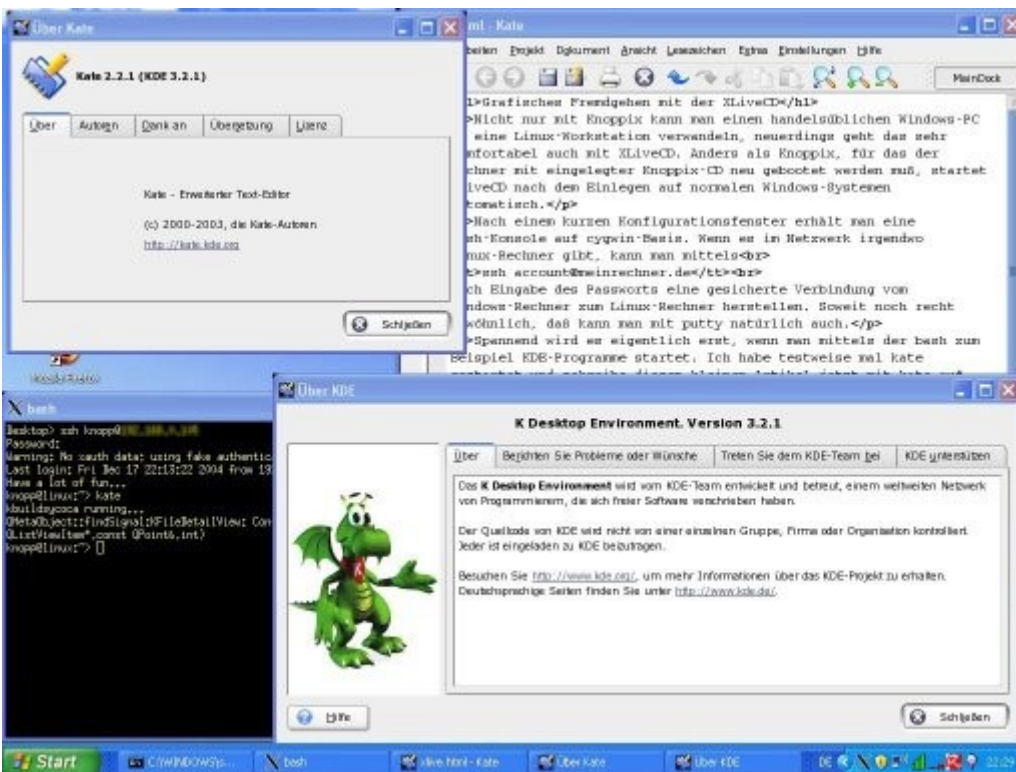 Über Kate
Kate 2.2.1 (KDE 3.2.1)
Über Autoren Dank an Übersetzung Lizenz
Kate - Erweiterter Text-Editor
(c) 2000-2003, die Kate-Autoren
http://kate.kde.org
Schließen
ml - Kate
beiten Projekt Dokument Ansicht Lesezeichen Extras Einstellungen Hilfe
MainDock
1>Grafisches Fremdgehen mit der XLiveCD</h1>
>Nicht nur mit Knoppix kann man einen handelsüblichen Windows-PC
eine Linux-Workstation verwandeln, neuerdings geht das sehr
mfortabel auch mit XLiveCD. Anders als Knoppix, für das der
chner mit eingelegter Knoppix-CD neu gebootet werden muß, startet
iveCD nach dem Einlegen auf normalen Windows-Systemen
tomatisch.</p>
>Nach einem kurzen Konfigurationsfenster erhält man eine
sh-Konsole auf cygwin-Basis. Wenn es im Netzwerk irgendwo
nux-Rechner gibt, kann man mittels<br>
t>ssh account@meinrechner.de</tt><br>
ch Eingabe des Passworts eine gesicherte Verbindung vom
ndows-Rechner zum Linux-Rechner herstellen. Soweit noch recht
wöhnlich, daß kann man mit putty natürlich auch.</p>
>Spannend wird es eigentlich erst, wenn man mittels der bash zum
Beispiel KDE-Programme startet. Ich habe testweise mal kate
Mozilla Firefox
bash
Desktop> ssh knopp@
Password:
Warning: No xauth data; using fake authentic
Last login: Fri Dec 17 22:13:22 2004 from 19
Have a lot of fun...
knopp@linux:~> kate
kbuildsycoca running...
QMetaObject::findSignal:KFileDetailView: Con
QListViewItem*,const QPoint&,int)
knopp@linux:~>
Über KDE
K Desktop Environment. Version 3.2.1
Über Berichten Sie Probleme oder Wünsche Treten Sie dem KDE-Team bei KDE unterstützen
Das K Desktop Environment wird vom KDE-Team entwickelt und betreut, einem weltweiten Netzwerk
von Programmierern, die sich freier Software verschrieben haben.
Der Quellkode von KDE wird nicht von einer einzelnen Gruppe, Firma oder Organisation kontrolliert.
Jeder ist eingeladen zu KDE beizutragen.
Besuchen Sie http://www.kde.org/, um mehr Informationen über das KDE-Projekt zu erhalten.
Deutschsprachige Seiten finden Sie unter http://www.kde.de/.
Hilfe
Schließen
Start C:\WINDOWS\s... bash xlive.html - Kate Über Kate Über KDE DE 22:29